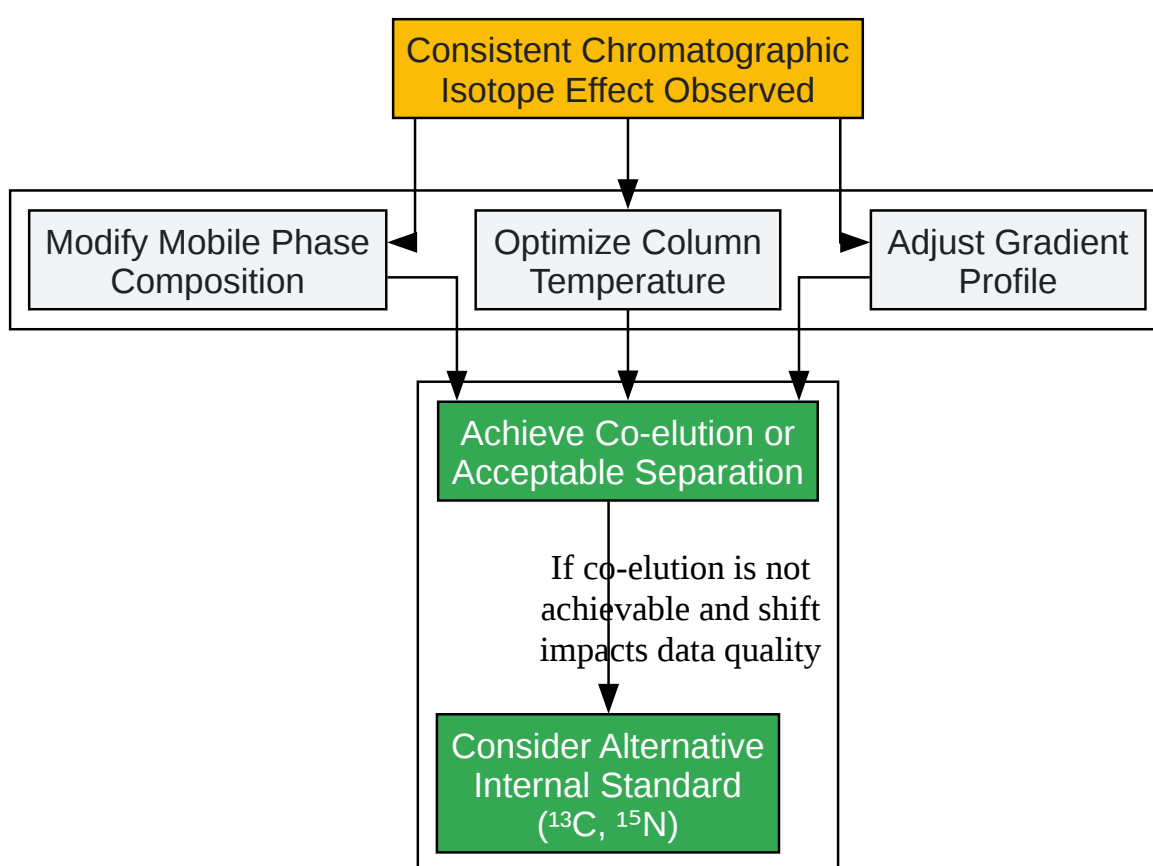 Consistent Chromatographic
Isotope Effect Observed
Modify Mobile Phase
Composition
Optimize Column
Temperature
Adjust Gradient
Profile
Achieve Co-elution or
Acceptable Separation
If co-elution is not
achievable and shift
impacts data quality
Consider Alternative
Internal Standard
(¹³C, ¹⁵N)